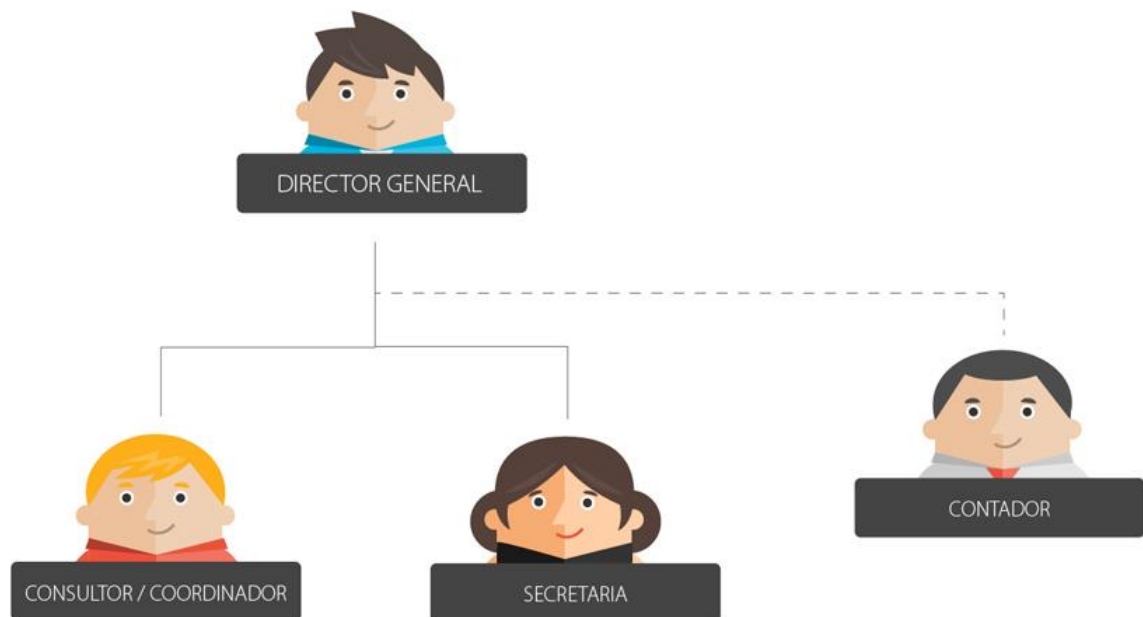 DIRECTOR GENERAL
CONTADOR
CONSULTOR / COORDINADOR
SECRETARIA